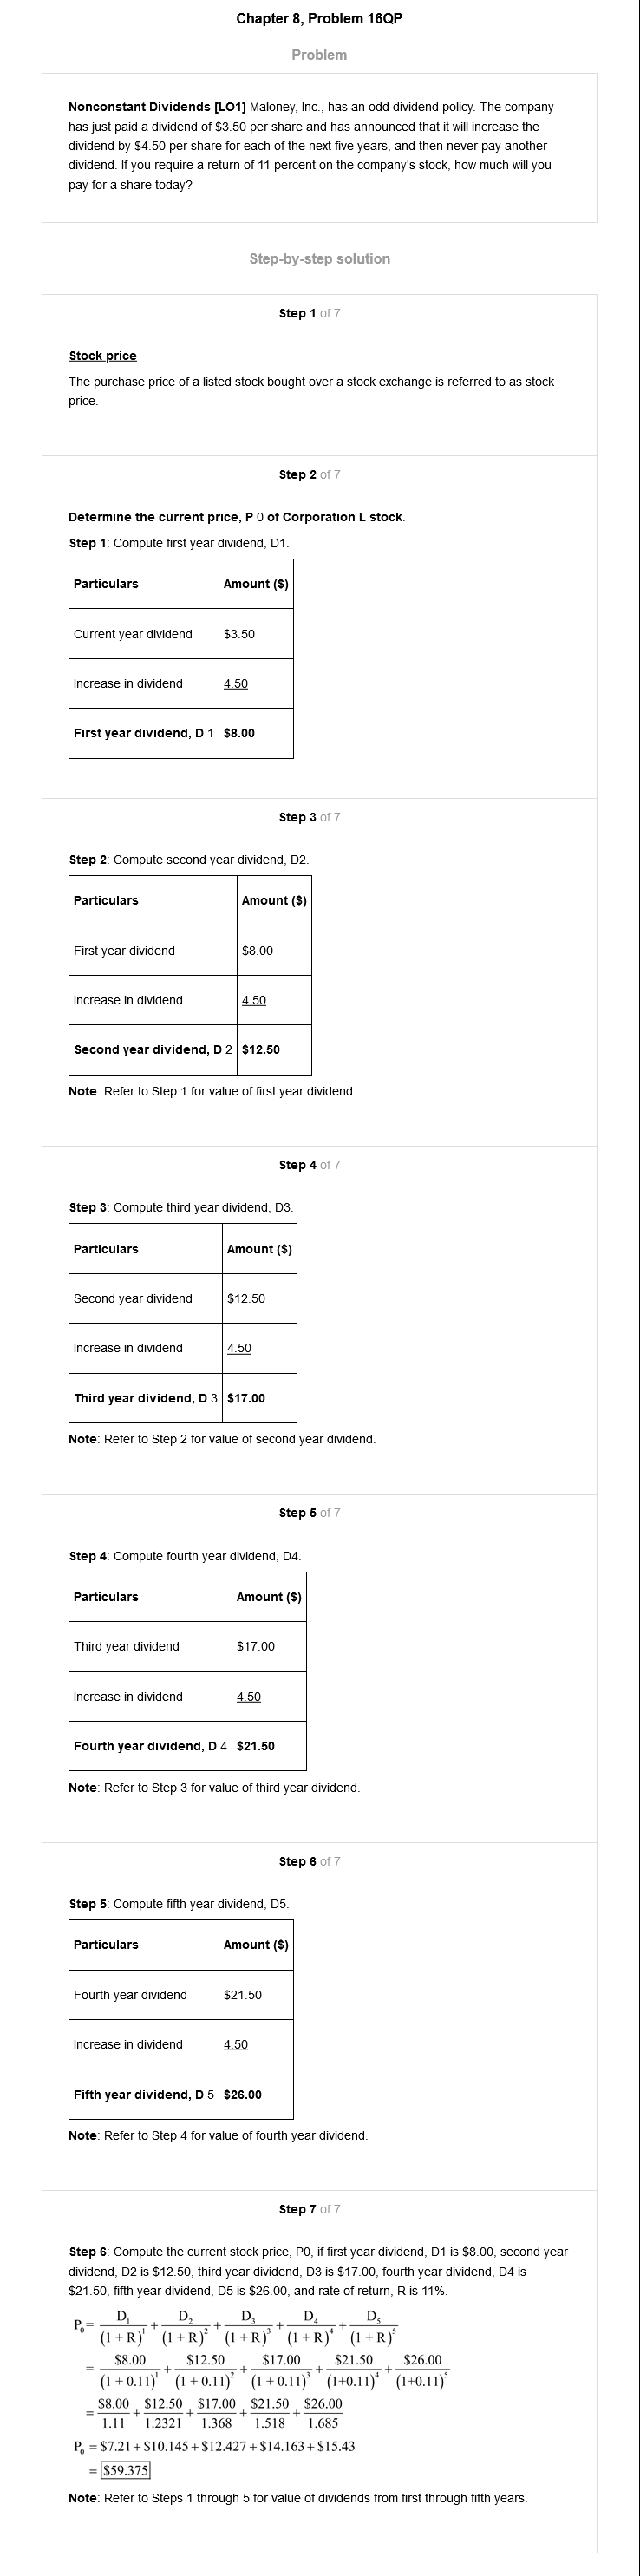 Chapter 8, Problem 16QP
Problem
Nonconstant Dividends [LO1] Maloney, Inc., has an odd dividend policy. The company
has just paid a dividend of $3.50 per share and has announced that it will increase the
dividend by $4.50 per share for each of the next five years, and then never pay another
dividend. If you require a return of 11 percent on the company's stock, how much will you
pay for a share today?
Step-by-step solution
Step 1 of 7
Stock price
The purchase price of a listed stock bought over a stock exchange is referred to as stock
price.
Step 2 of 7
Determine the current price, P 0 of Corporation L stock.
Step 1: Compute first year dividend, D1.
Particulars Amount ($)
Current year dividend $3.50
Increase in dividend 4.50
First year dividend, D 1 $8.00
Step 3 of 7
Step 2: Compute second year dividend, D2.
Particulars Amount ($)
First year dividend $8.00
Increase in dividend 4.50
Second year dividend, D 2 $12.50
Note: Refer to Step 1 for value of first year dividend.
Step 4 of 7
Step 3: Compute third year dividend, D3.
Particulars Amount ($)
Second year dividend $12.50
Increase in dividend 4.50
Third year dividend, D 3 $17.00
Note: Refer to Step 2 for value of second year dividend.
Step 5 of 7
Step 4: Compute fourth year dividend, D4.
Particulars Amount ($)
Third year dividend $17.00
Increase in dividend 4.50
Fourth year dividend, D 4 $21.50
Note: Refer to Step 3 for value of third year dividend.
Step 6 of 7
Step 5: Compute fifth year dividend, D5.
Particulars Amount ($)
Fourth year dividend $21.50
Increase in dividend 4.50
Fifth year dividend, D 5 $26.00
Note: Refer to Step 4 for value of fourth year dividend.
Step 7 of 7
Step 6: Compute the current stock price, P0, if first year dividend, D1 is $8.00, second year
dividend, D2 is $12.50, third year dividend, D3 is $17.00, fourth year dividend, D4 is
$21.50, fifth year dividend, D5 is $26.00, and rate of return, R is 11%.
P₀ = D₁/(1 + R)¹ + D₂/(1 + R)² + D₃/(1 + R)³ + D₄/(1 + R)⁴ + D₅/(1 + R)⁵
= $8.00/(1 + 0.11)¹ + $12.50/(1 + 0.11)² + $17.00/(1 + 0.11)³ + $21.50/(1+0.11)⁴ + $26.00/(1+0.11)⁵
= $8.00/1.11 + $12.50/1.2321 + $17.00/1.368 + $21.50/1.518 + $26.00/1.685
P₀ = $7.21 + $10.145 + $12.427 + $14.163 + $15.43
= $59.375
Note: Refer to Steps 1 through 5 for value of dividends from first through fifth years.